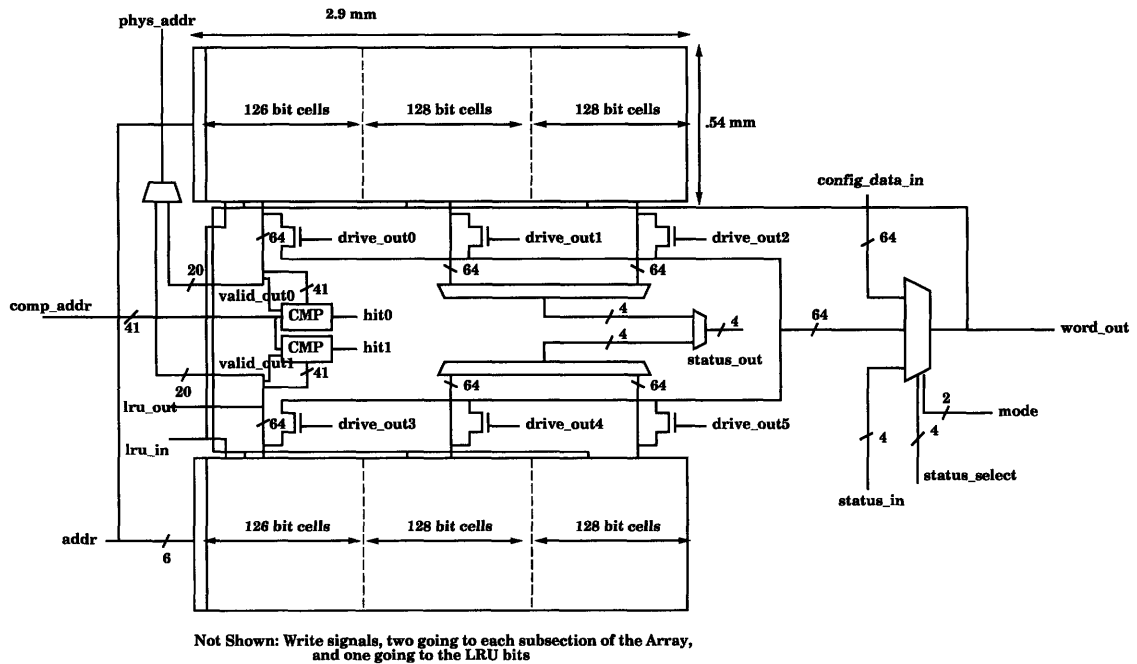 2.9 mm
phys_addr
126 bit cells
128 bit cells
128 bit cells
.54 mm
config_data_in
64
drive_out0
drive_out1
drive_out2
64
20
64
64
valid_out0
41
comp_addr
41
CMP
hit0
4
64
word_out
CMP
hit1
4
4
status_out
valid_out1
41
20
64
64
lru_out
64
drive_out3
drive_out4
drive_out5
2
mode
lru_in
4
4
status_select
status_in
addr
6
126 bit cells
128 bit cells
128 bit cells
Not Shown: Write signals, two going to each subsection of the Array,
and one going to the LRU bits